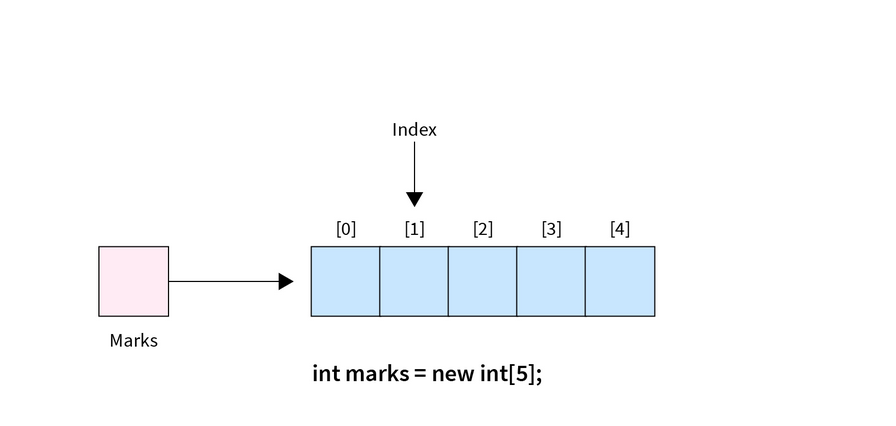 Index
[0] [1] [2] [3] [4]
Marks
int marks = new int[5];